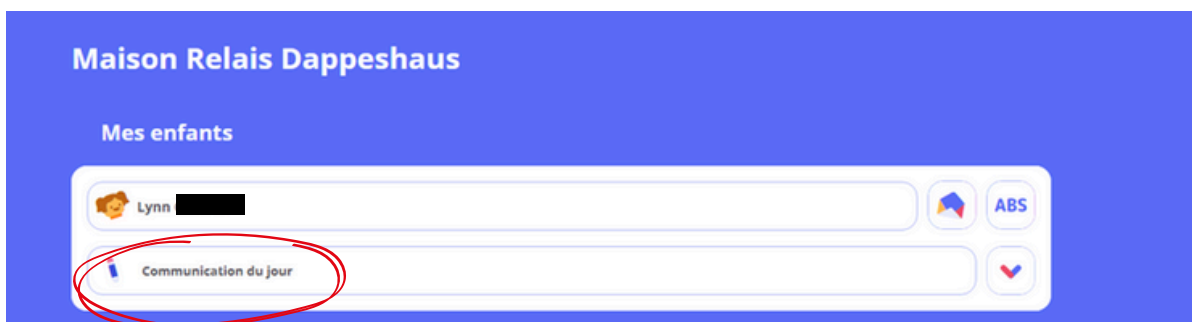 Maison Relais Dappeshaus
Mes enfants
Lynn
ABS
Communication du jour